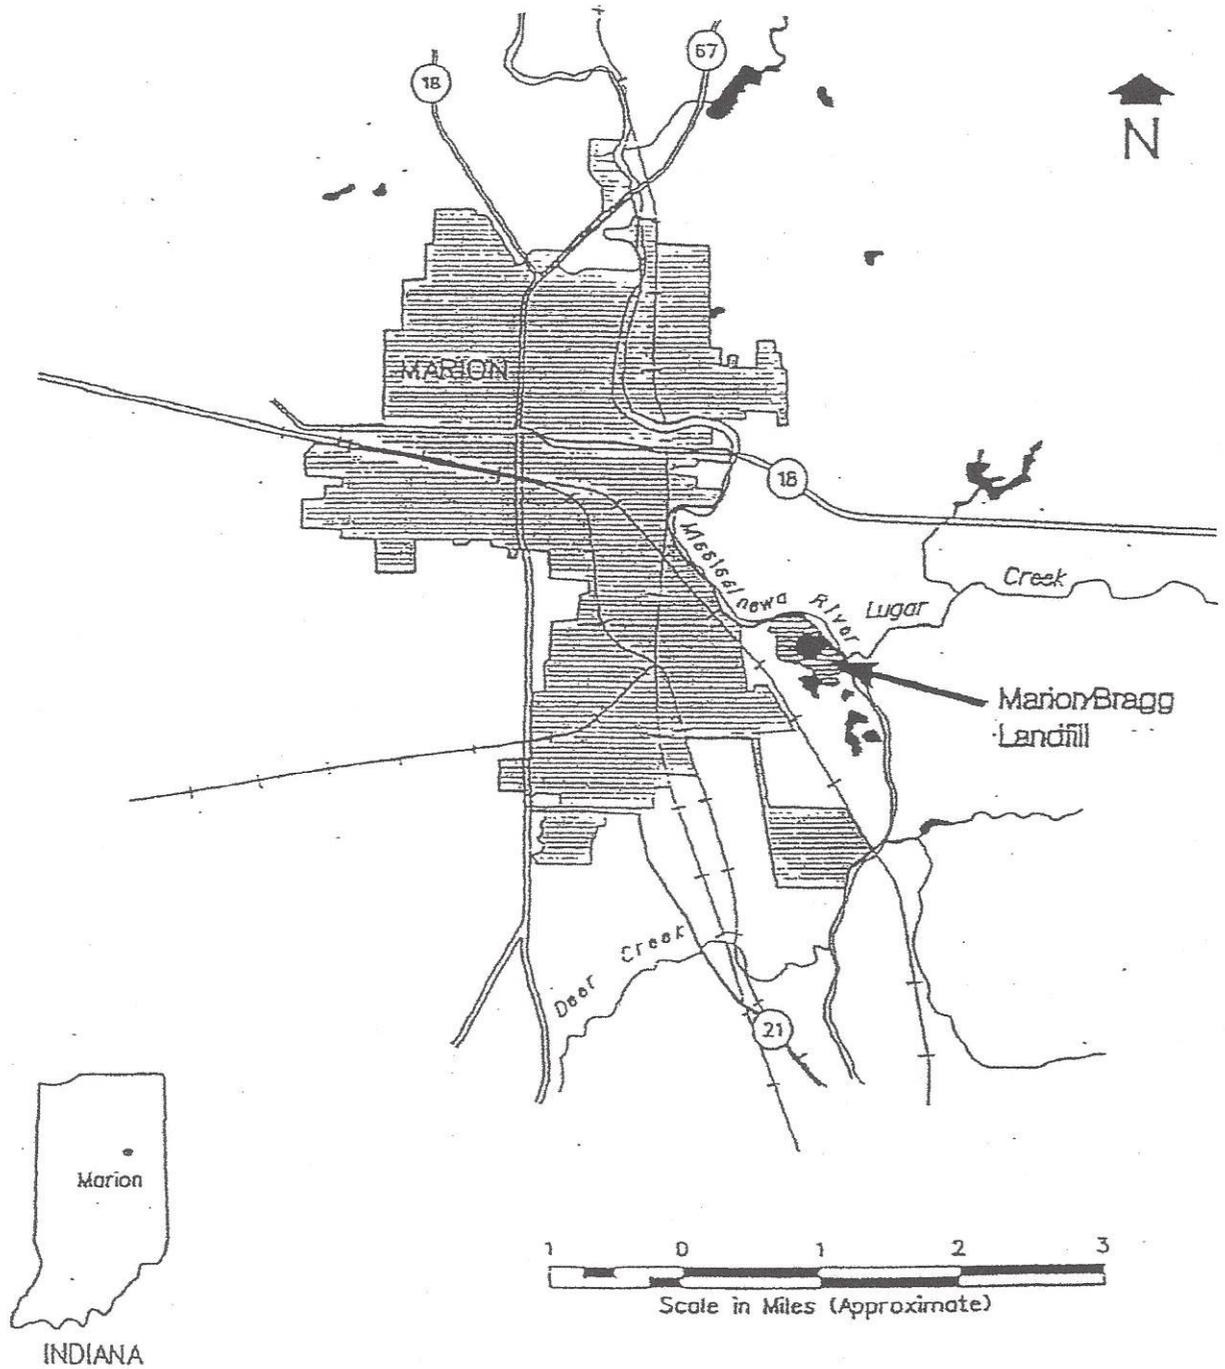 18
57
N
MARION
18
Mississinewa River
Lugar Creek
Marion/Bragg
Landfill
Deer Creek
21
Marion
1 0 1 2 3
Scale in Miles (Approximate)
INDIANA